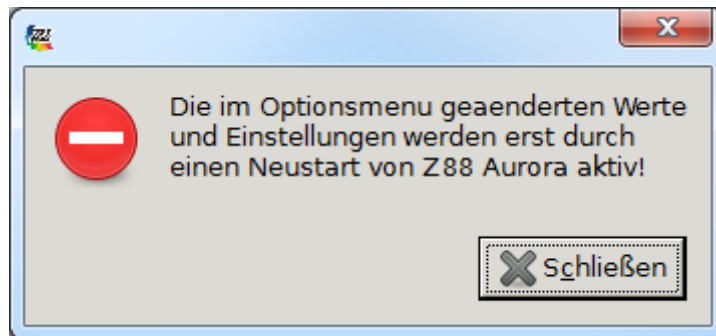 Die im Optionsmenu geaenderten Werte
und Einstellungen werden erst durch
einen Neustart von Z88 Aurora aktiv!
Schließen